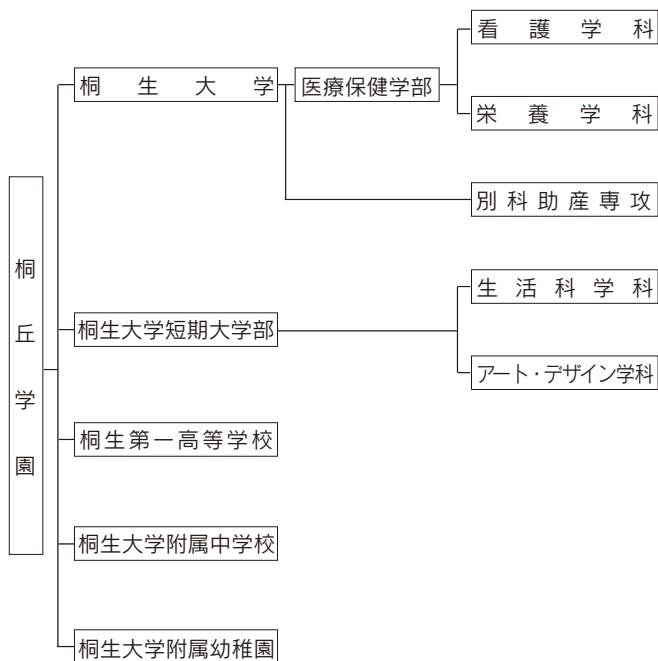 桐丘学園
桐生大学
医療保健学部
看護学科
栄養学科
別科助産専攻
桐生大学短期大学部
生活科学科
アート・デザイン学科
桐生第一高等学校
桐生大学附属中学校
桐生大学附属幼稚園